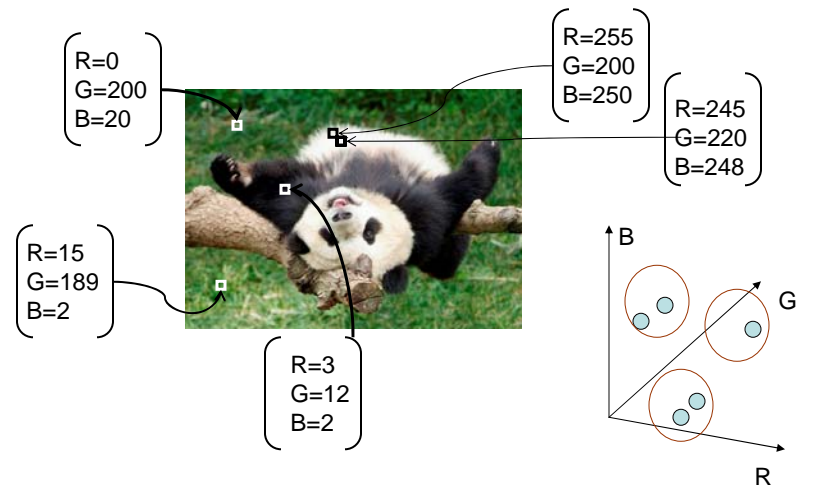 R=0
G=200
B=20
R=255
G=200
B=250
R=245
G=220
B=248
R=15
G=189
B=2
R=3
G=12
B=2
B
G
R